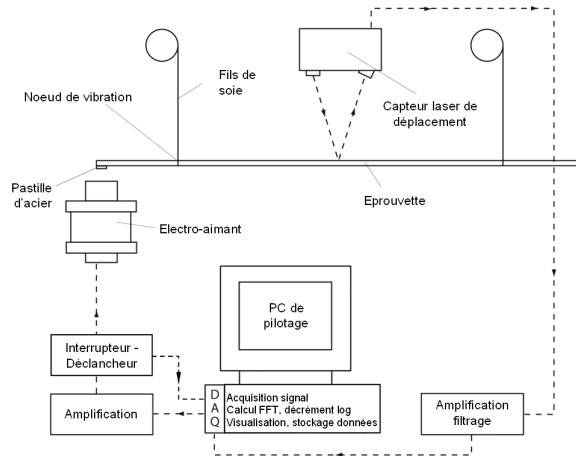 Fils de
soie
Noeud de vibration
Capteur laser de
déplacement
Pastille
d'acier
Eprouvette
Electro-aimant
PC de
pilotage
Interrupteur -
Déclancheur
Amplification
D
A
Q
Acquisition signal
Calcul FFT, décrément log
Visualisation, stockage données
Amplification
filtrage